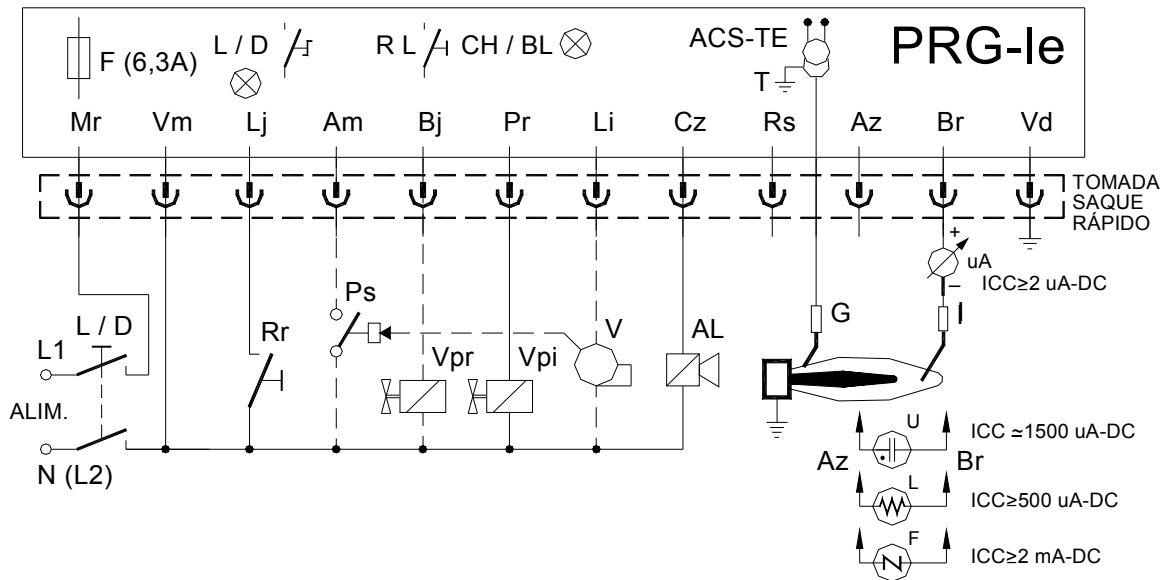 F (6,3A)
L / D
R L
CH / BL
ACS-TE
T
PRG-Ie
Mr Vm Lj Am Bj Pr Li Cz Rs Az Br Vd
TOMADA
SAQUE
RÁPIDO
+
uA
–
ICC≥2 uA-DC
L / D
L1
ALIM.
N (L2)
Rr
Ps
Vpr
Vpi
V
AL
G
I
U
Az
Br
ICC ≃1500 uA-DC
L
ICC≥500 uA-DC
F
ICC≥2 mA-DC